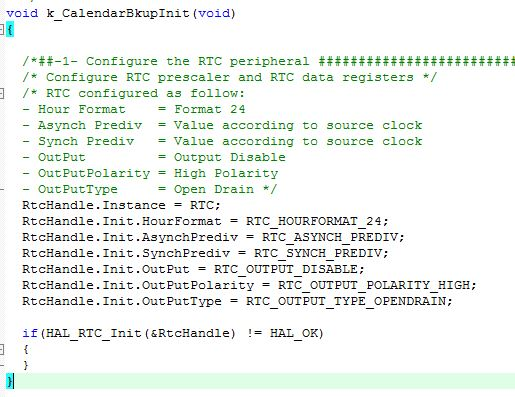 void k_CalendarBkupInit(void)
{
/*##-1- Configure the RTC peripheral #########################
/* Configure RTC prescaler and RTC data registers */
/* RTC configured as follow:
- Hour Format    = Format 24
- Asynch Prediv  = Value according to source clock
- Synch Prediv   = Value according to source clock
- OutPut         = Output Disable
- OutPutPolarity = High Polarity
- OutPutType     = Open Drain */
RtcHandle.Instance = RTC;
RtcHandle.Init.HourFormat = RTC_HOURFORMAT_24;
RtcHandle.Init.AsynchPrediv = RTC_ASYNCH_PREDIV;
RtcHandle.Init.SynchPrediv = RTC_SYNCH_PREDIV;
RtcHandle.Init.OutPut = RTC_OUTPUT_DISABLE;
RtcHandle.Init.OutPutPolarity = RTC_OUTPUT_POLARITY_HIGH;
RtcHandle.Init.OutPutType = RTC_OUTPUT_TYPE_OPENDRAIN;
if(HAL_RTC_Init(&RtcHandle) != HAL_OK)
{
}
}